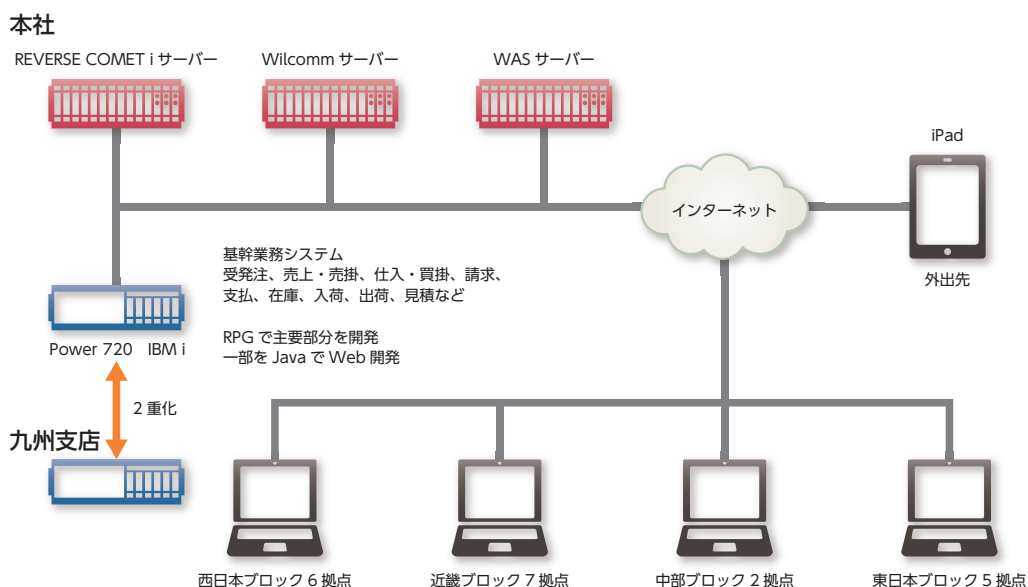 本社
REVERSE COMET i サーバー
Wilcomm サーバー
WAS サーバー
iPad
インターネット
外出先
基幹業務システム
受発注、売上・売掛、仕入・買掛、請求、
支払、在庫、入荷、出荷、見積など
RPG で主要部分を開発
一部を Java で Web 開発
Power 720 IBM i
2 重化
九州支店
西日本ブロック 6 拠点
近畿ブロック 7 拠点
中部ブロック 2 拠点
東日本ブロック 5 拠点